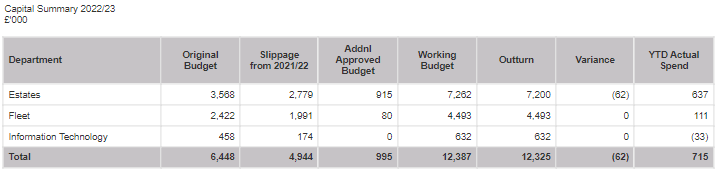 Capital Summary 2022/23
£'000
Department Original Budget Slippage from 2021/22 Addnl Approved Budget Working Budget Outturn Variance YTD Actual Spend
Estates 3,568 2,779 915 7,262 7,200 (62) 637
Fleet 2,422 1,991 80 4,493 4,493 0 111
Information Technology 458 174 0 632 632 0 (33)
Total 6,448 4,944 995 12,387 12,325 (62) 715